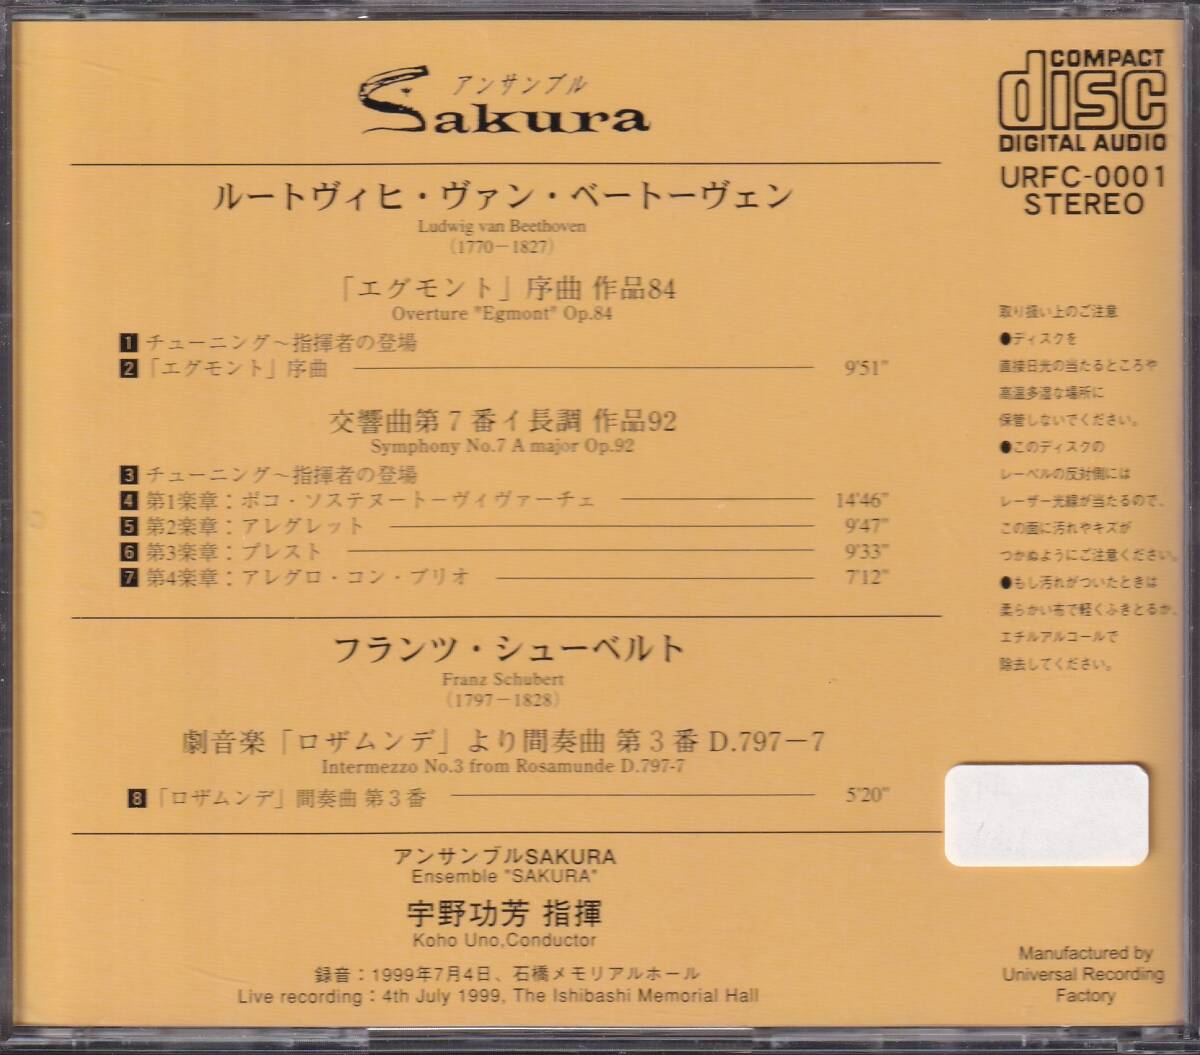 アンサンブル
Sakura
ルートヴィヒ・ヴァン・ベートーヴェン
Ludwig van Beethoven
(1770－1827)
「エグモント」序曲 作品84
Overture "Egmont" Op.84
1 チューニング～指揮者の登場
2 「エグモント」序曲 9'51"
交響曲第７番イ長調 作品92
Symphony No.7 A major Op.92
3 チューニング～指揮者の登場
4 第1楽章：ポコ・ソステヌートーヴィヴァーチェ 14'46"
5 第2楽章：アレグレット 9'47"
6 第3楽章：プレスト 9'33"
7 第4楽章：アレグロ・コン・ブリオ 7'12"
フランツ・シューベルト
Franz Schubert
(1797－1828)
劇音楽「ロザムンデ」より間奏曲 第３番 D.797－7
Intermezzo No.3 from Rosamunde D.797-7
8 「ロザムンデ」間奏曲 第３番 5'20"
アンサンブルSAKURA
Ensemble "SAKURA"
宇野功芳 指揮
Koho Uno,Conductor
録音：1999年7月4日、石橋メモリアルホール
Live recording：4th July 1999, The Ishibashi Memorial Hall
COMPACT
disc
DIGITAL AUDIO
URFC-0001
STEREO
取り扱い上のご注意
●ディスクを
直接日光の当たるところや
高温多湿な場所に
保管しないでください。
●このディスクの
レーベルの反対側には
レーザー光線が当たるので、
この面に汚れやキズが
つかぬようにご注意ください。
●もし汚れがついたときは
柔らかい布で軽くふきとるか、
エチルアルコールで
除去してください。
Manufactured by
Universal Recording
Factory